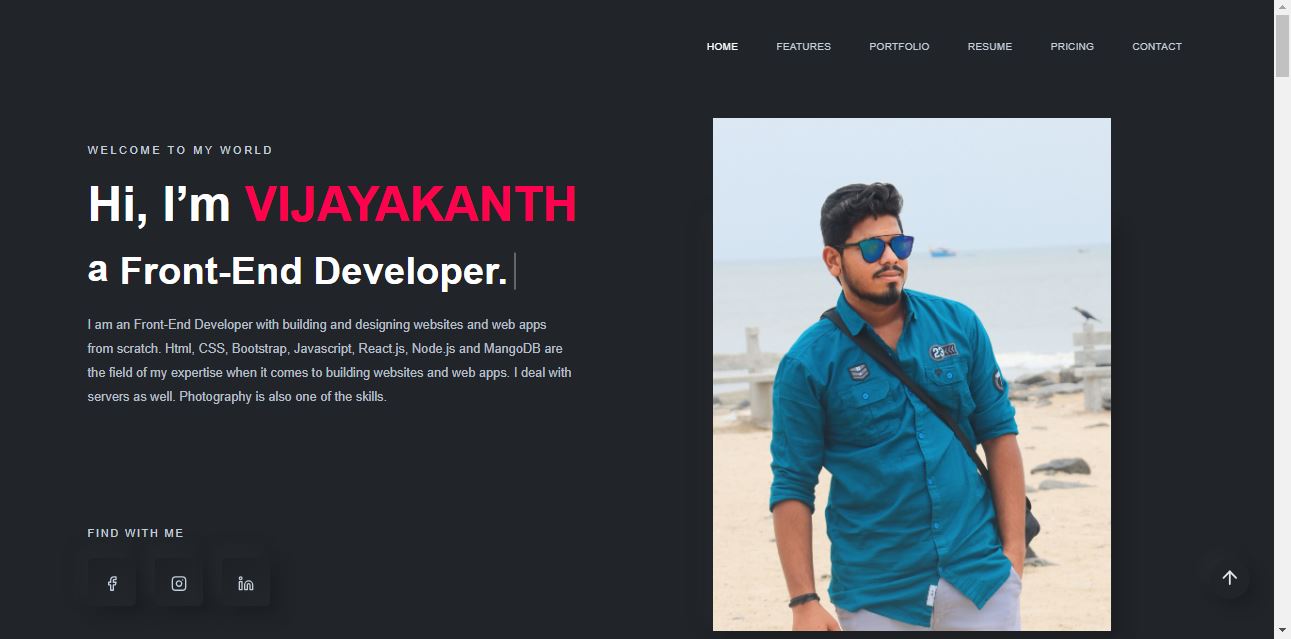 HOME FEATURES PORTFOLIO RESUME PRICING CONTACT
WELCOME TO MY WORLD
Hi, I’m VIJAYAKANTH
a Front-End Developer.
I am an Front-End Developer with building and designing websites and web apps
from scratch. Html, CSS, Bootstrap, Javascript, React.js, Node.js and MangoDB are
the field of my expertise when it comes to building websites and web apps. I deal with
servers as well. Photography is also one of the skills.
FIND WITH ME